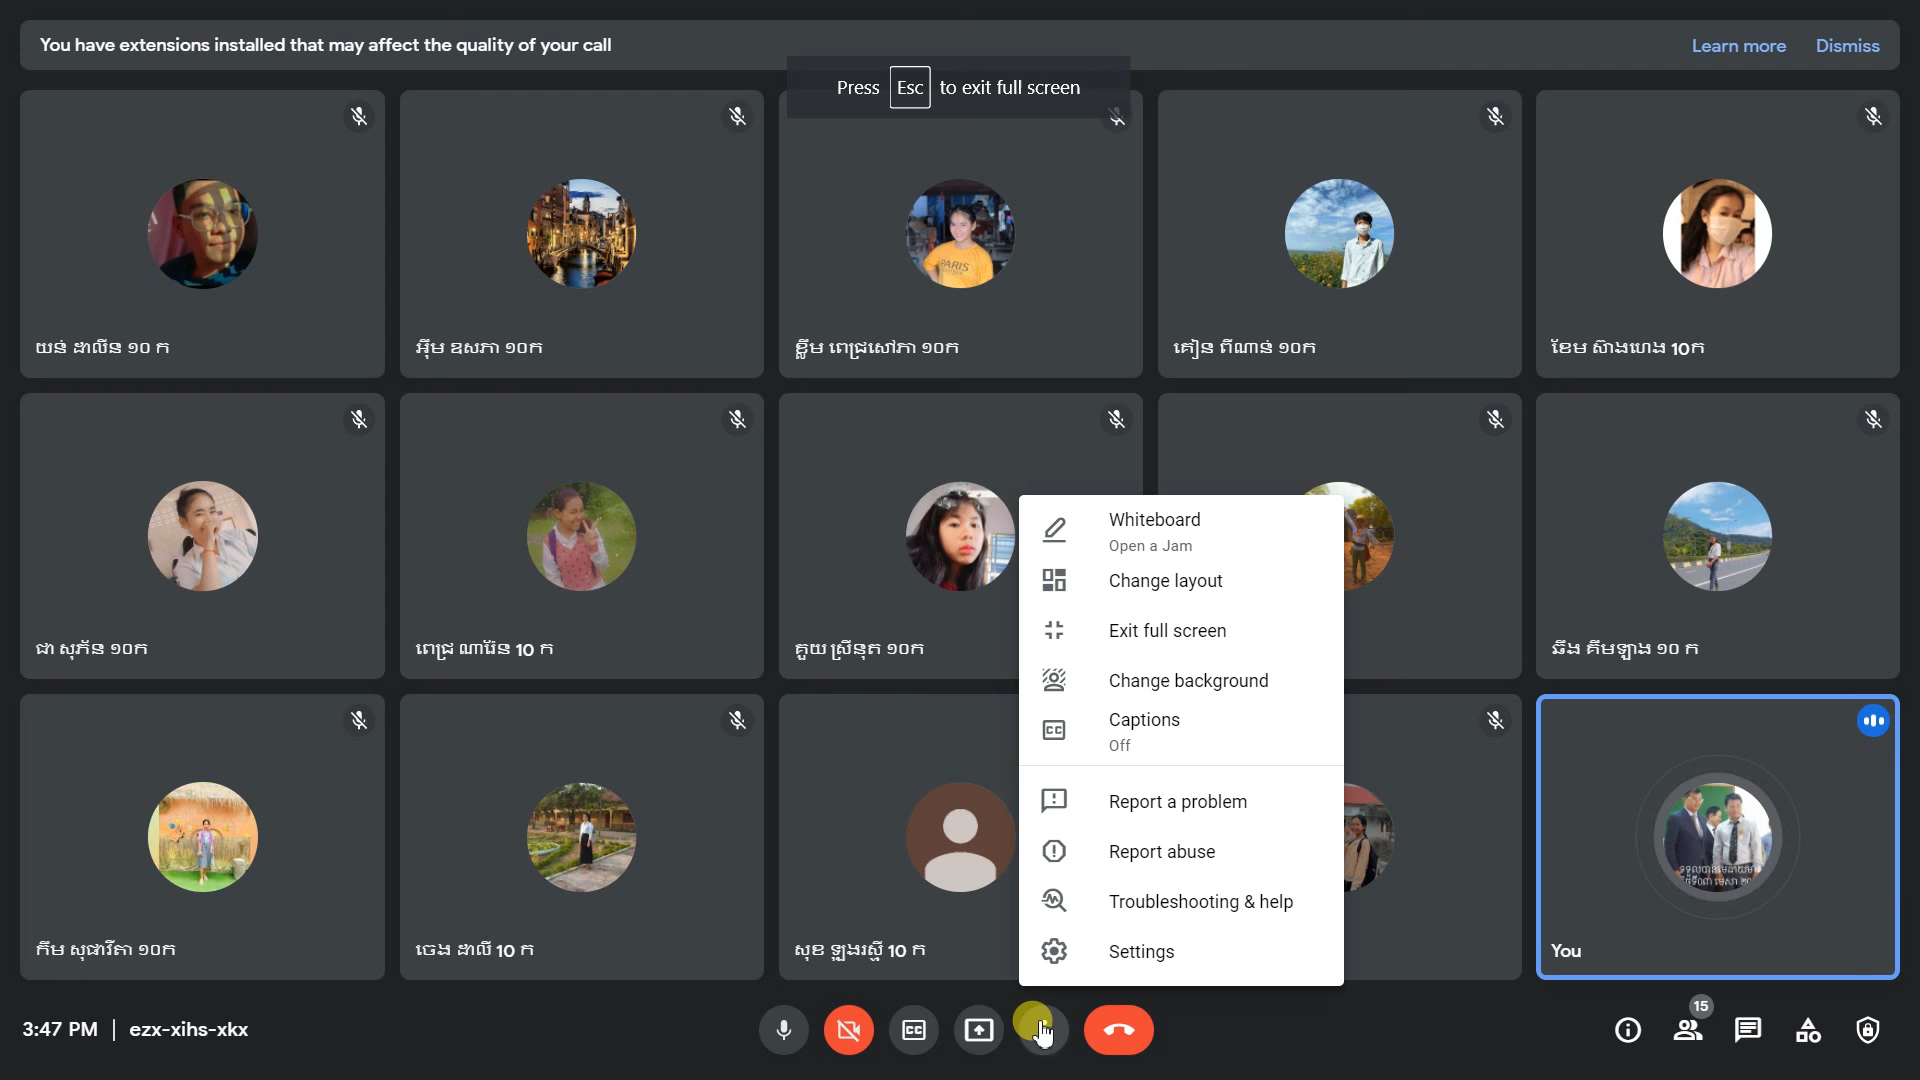 You have extensions installed that may affect the quality of your call
Learn more
Dismiss
Press Esc to exit full screen
PARIS
យន់ ដាលីន ១០ ក
អ៊ឹម ឧសភា ១០ក
ខ្លឹម ពេជ្រសៅភា ១០ក
គៀន ពីណាន់ ១០ក
ខែម ស៊ាងហេង 10ក
ជា សុភ័ន ១០ក
ពេជ្រ ណារ៉ែន 10 ក
គួយ ស្រីនុត ១០ក
ឆឹង គីមឡាង ១០ ក
Whiteboard
Open a Jam
Change layout
Exit full screen
Change background
Captions
Off
Report a problem
Report abuse
Troubleshooting & help
Settings
កឹម សុផាវីតា ១០ក
ចេង ដាលី 10 ក
សុខ ឡុងរស្មី 10 ក
You
3:47 PM | ezx-xihs-xkx
15